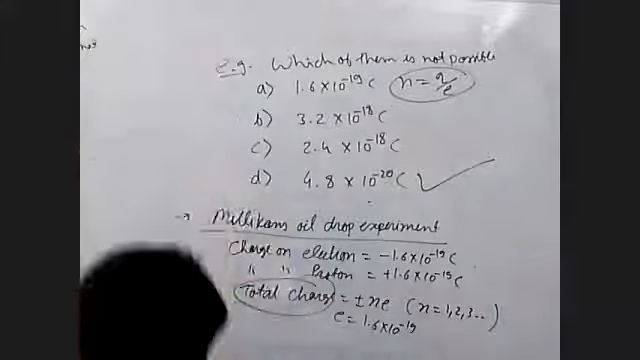 e.g. Which of them is not possible
a) 1.6 × 10⁻¹⁹ C n = q/e
b) 3.2 × 10⁻¹⁸ C
c) 2.4 × 10⁻¹⁸ C
d) 4.8 × 10⁻²⁰ C ✓
→ Millikans oil drop experiment
Charge on election = -1.6×10⁻¹⁹ C
" " Proton = +1.6×10⁻¹⁹ C
Total charge = ± ne (n=1,2,3..)
e = 1.6×10⁻¹⁹